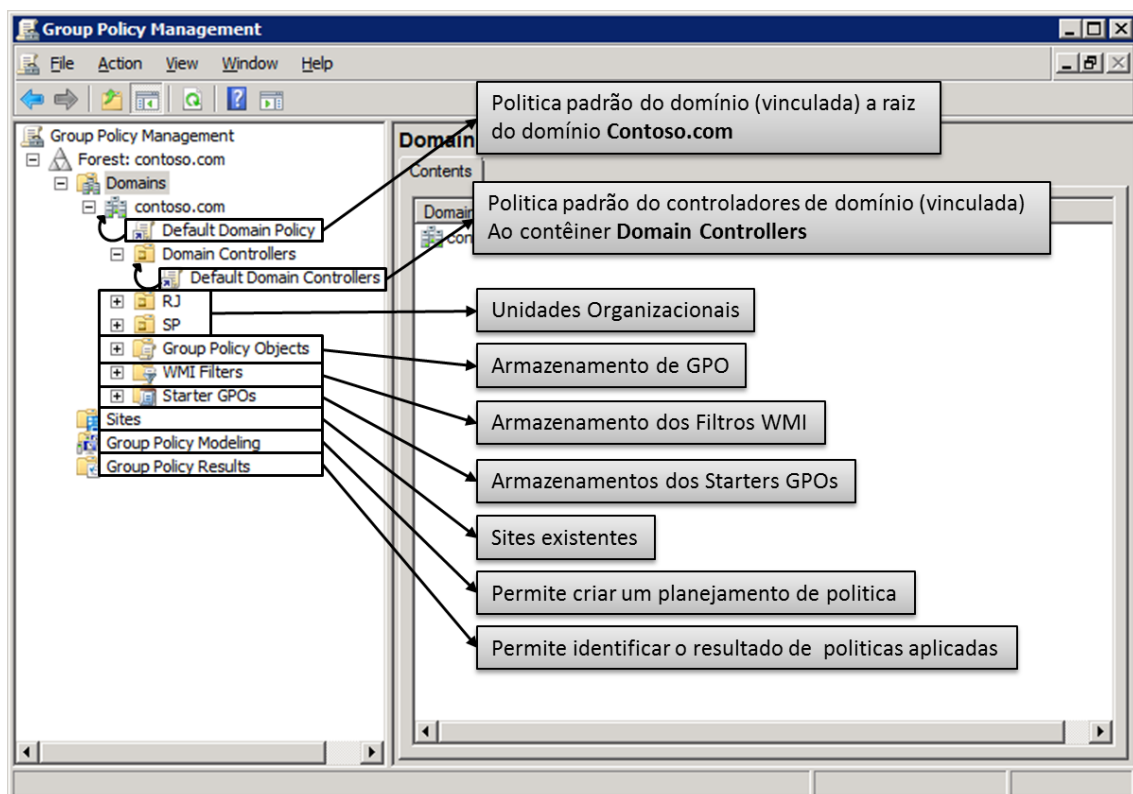 Group Policy Management
File Action View Window Help
Group Policy Management
Forest: contoso.com
Domains
contoso.com
Default Domain Policy
Domain Controllers
Default Domain Controllers
RJ
SP
Group Policy Objects
WMI Filters
Starter GPOs
Sites
Group Policy Modeling
Group Policy Results
Domain
Contents
Domain
con
Politica padrão do domínio (vinculada) a raiz
do domínio Contoso.com
Politica padrão do controladores de domínio (vinculada)
Ao contêiner Domain Controllers
Unidades Organizacionais
Armazenamento de GPO
Armazenamento dos Filtros WMI
Armazenamentos dos Starters GPOs
Sites existentes
Permite criar um planejamento de politica
Permite identificar o resultado de politicas aplicadas